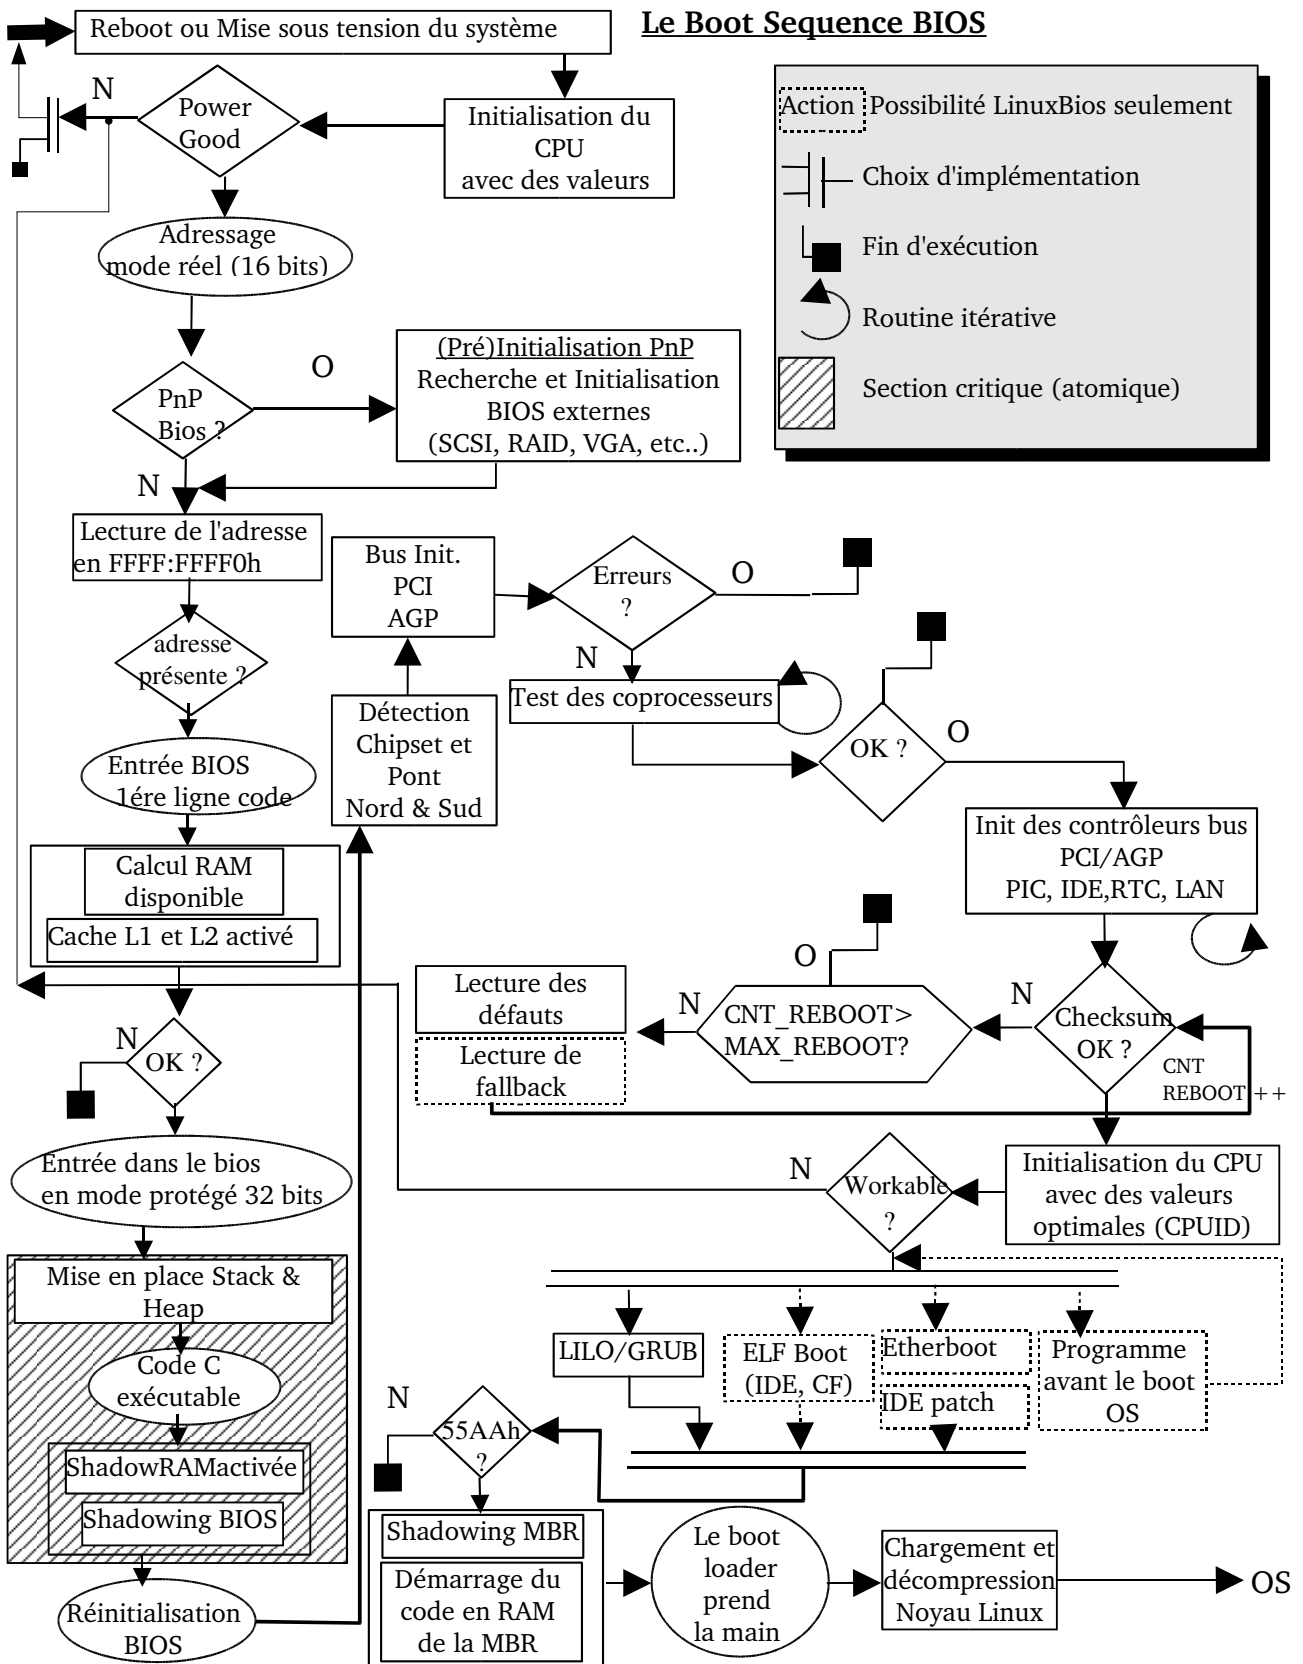 Le Boot Sequence BIOS
Reboot ou Mise sous tension du système
N
Power
Good
Initialisation du
CPU
avec des valeurs
Action
Possibilité LinuxBios seulement
Choix d'implémentation
Fin d'exécution
Routine itérative
Section critique (atomique)
Adressage
mode réel (16 bits)
PnP
Bios ?
O
(Pré)Initialisation PnP
Recherche et Initialisation
BIOS externes
(SCSI, RAID, VGA, etc..)
N
Lecture de l'adresse
en FFFF:FFFF0h
adresse
présente ?
Entrée BIOS
1ére ligne code
Calcul RAM
disponible
Cache L1 et L2 activé
N
OK ?
Entrée dans le bios
en mode protégé 32 bits
Mise en place Stack &
Heap
Code C
exécutable
ShadowRAMactivée
Shadowing BIOS
Réinitialisation
BIOS
Détection
Chipset et
Pont
Nord & Sud
Bus Init.
PCI
AGP
Erreurs
?
O
N
Test des coprocesseurs
OK ?
O
Init des contrôleurs bus
PCI/AGP
PIC, IDE,RTC, LAN
Checksum
OK ?
N
CNT_REBOOT>
MAX_REBOOT?
O
N
Lecture des
défauts
Lecture de
fallback
CNT
REBOOT ++
Initialisation du CPU
avec des valeurs
optimales (CPUID)
Workable
?
N
LILO/GRUB
ELF Boot
(IDE, CF)
Etherboot
IDE patch
Programme
avant le boot
OS
N
55AAh
?
Shadowing MBR
Démarrage du
code en RAM
de la MBR
Le boot
loader
prend
la main
Chargement et
décompression
Noyau Linux
OS